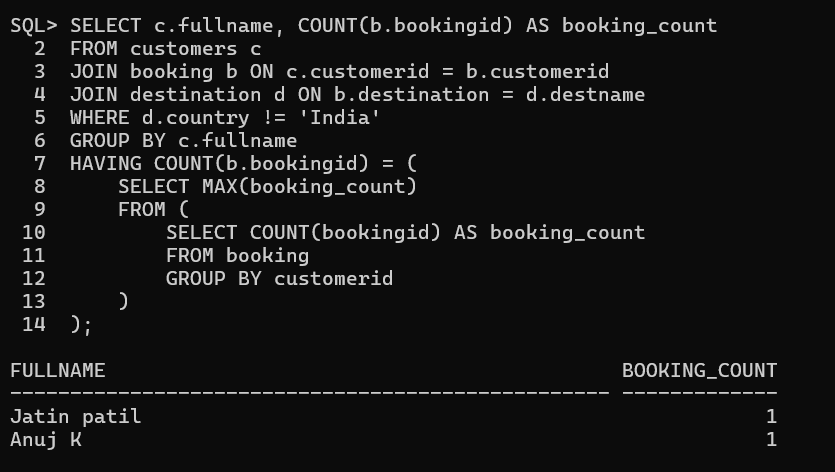 SQL> SELECT c.fullname, COUNT(b.bookingid) AS booking_count
  2  FROM customers c
  3  JOIN booking b ON c.customerid = b.customerid
  4  JOIN destination d ON b.destination = d.destname
  5  WHERE d.country != 'India'
  6  GROUP BY c.fullname
  7  HAVING COUNT(b.bookingid) = (
  8      SELECT MAX(booking_count)
  9      FROM (
 10          SELECT COUNT(bookingid) AS booking_count
 11          FROM booking
 12          GROUP BY customerid
 13      )
 14  );
FULLNAME                                           BOOKING_COUNT
-------------------------------------------------- -------------
Jatin patil                                                    1
Anuj K                                                         1